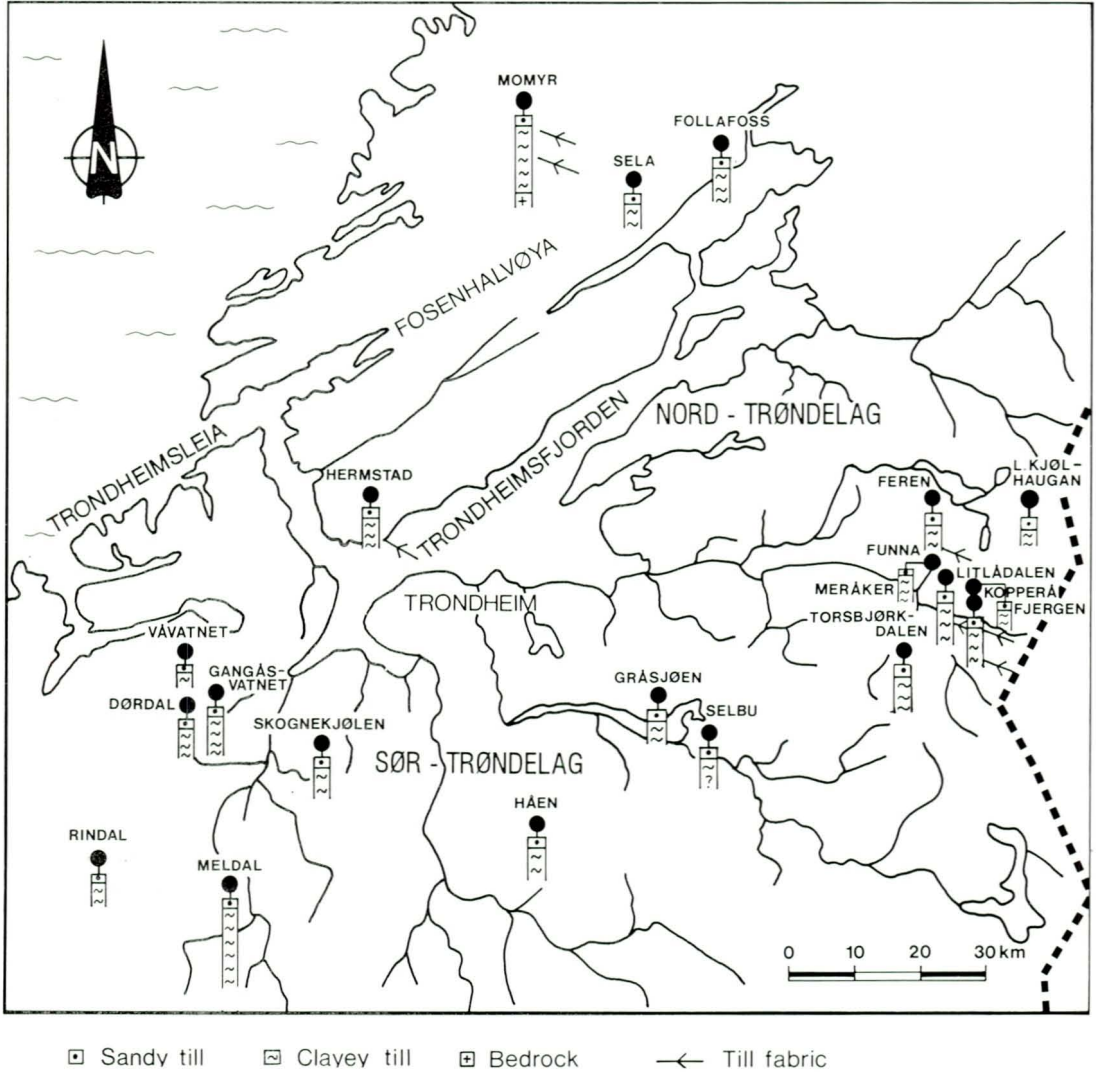 N
MOMYR
FOLLAFOSS
SELA
FOSENHALVØYA
NORD - TRØNDELAG
TRONDHEIMSLEIA
TRONDHEIMSFJORDEN
HERMSTAD
L. KJØL-
HAUGAN
FEREN
FUNNA
LITLÅDALEN
MERÅKER
KOPPERÅ
FJERGEN
TORSBJØRK-
DALEN
TRONDHEIM
VÅVATNET
GANGÅS-
VATNET
DØRDAL
SKOGNEKJØLEN
GRÅSJØEN
SELBU
?
SØR - TRØNDELAG
HÅEN
RINDAL
MELDAL
0 10 20 30 km
Sandy till Clayey till Bedrock Till fabric